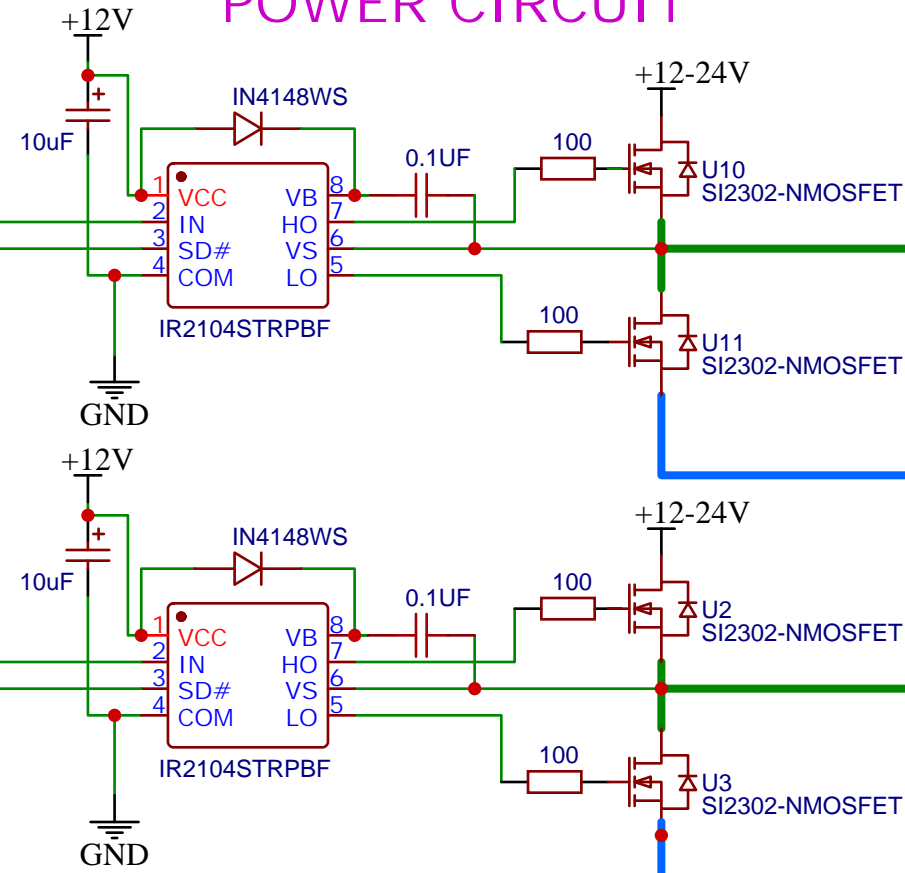 POWER CIRCUIT
+12V
+
10uF
IN4148WS
1 VCC
2 IN
3 SD#
4 COM
VB 8
HO 7
VS 6
LO 5
IR2104STRPBF
0.1UF
100
100
+12-24V
U10
SI2302-NMOSFET
U11
SI2302-NMOSFET
GND
+12V
+
10uF
IN4148WS
1 VCC
2 IN
3 SD#
4 COM
VB 8
HO 7
VS 6
LO 5
IR2104STRPBF
0.1UF
100
100
+12-24V
U2
SI2302-NMOSFET
U3
SI2302-NMOSFET
GND